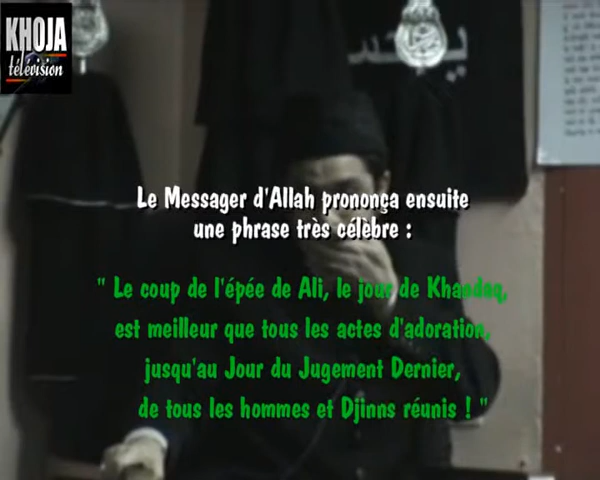 KHOJA
télévision
Le Messager d'Allah prononça ensuite
une phrase très célèbre :
" Le coup de l'épée de Ali, le jour de Khandaq,
est meilleur que tous les actes d'adoration,
jusqu'au Jour du Jugement Dernier,
de tous les hommes et Djinns réunis ! "